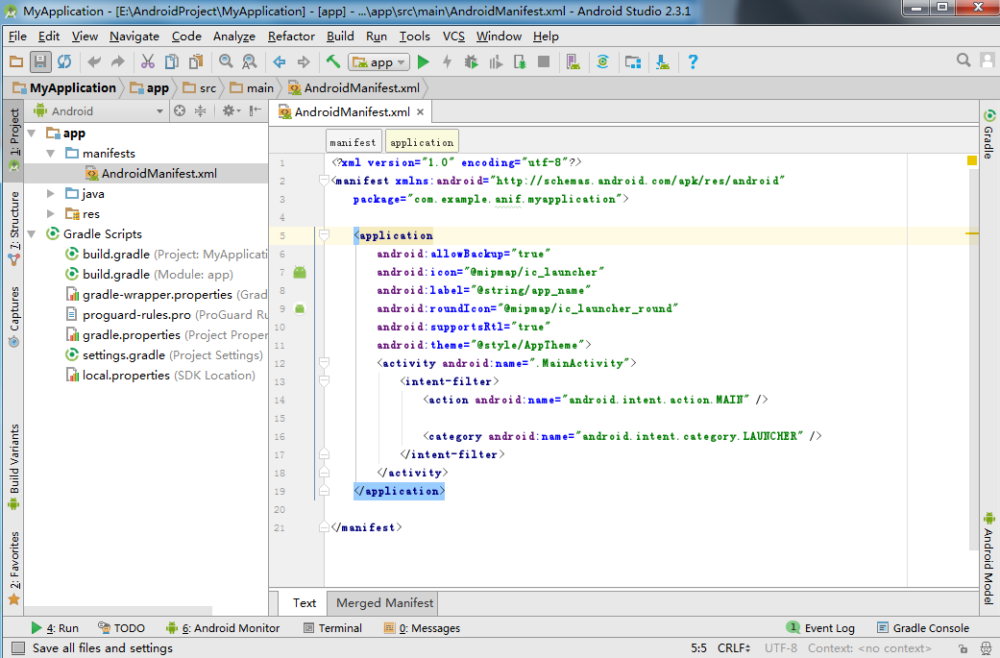 MyApplication - [E:\AndroidProject\MyApplication] - [app] - ...\app\src\main\AndroidManifest.xml - Android Studio 2.3.1
File Edit View Navigate Code Analyze Refactor Build Run Tools VCS Window Help
app
MyApplication app src main AndroidManifest.xml
1: Project
7: Structure
Captures
Build Variants
2: Favorites
Android
app
manifests
AndroidManifest.xml
java
res
Gradle Scripts
build.gradle (Project: MyApplicati
build.gradle (Module: app)
gradle-wrapper.properties (Grad
proguard-rules.pro (ProGuard Ru
gradle.properties (Project Proper
settings.gradle (Project Settings)
local.properties (SDK Location)
AndroidManifest.xml
manifest application
1 <?xml version="1.0" encoding="utf-8"?>
2 <manifest xmlns:android="http://schemas.android.com/apk/res/android"
3 package="com.example.anif.myapplication">
4
5 <application
6 android:allowBackup="true"
7 android:icon="@mipmap/ic_launcher"
8 android:label="@string/app_name"
9 android:roundIcon="@mipmap/ic_launcher_round"
10 android:supportsRtl="true"
11 android:theme="@style/AppTheme">
12 <activity android:name=".MainActivity">
13 <intent-filter>
14 <action android:name="android.intent.action.MAIN" />
15
16 <category android:name="android.intent.category.LAUNCHER" />
17 </intent-filter>
18 </activity>
19 </application>
20
21 </manifest>
Text Merged Manifest
Gradle
Android Model
4: Run TODO 6: Android Monitor Terminal 0: Messages 1 Event Log Gradle Console
Save all files and settings 5:5 CRLF UTF-8 Context: <no context>